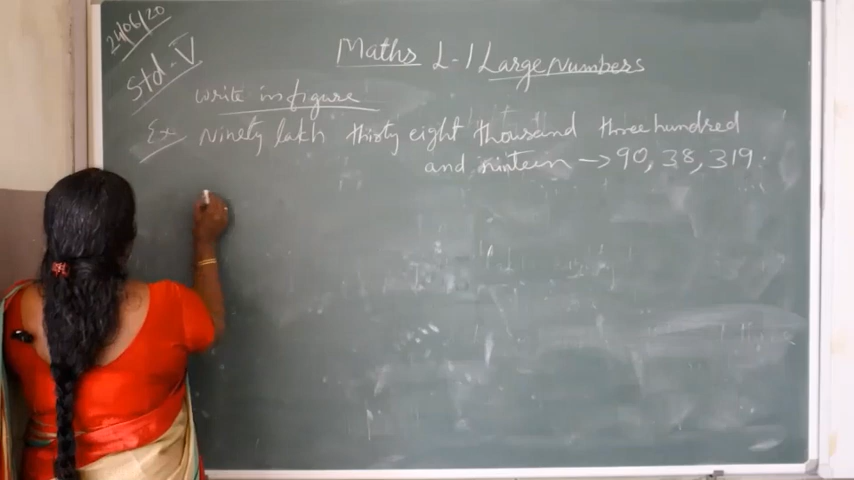 24/06/20
Std-V
Maths L-1 Large Numbers
write in figure
Ex Ninety lakh thirty eight thousand three hundred
and ninteen → 90, 38, 319.